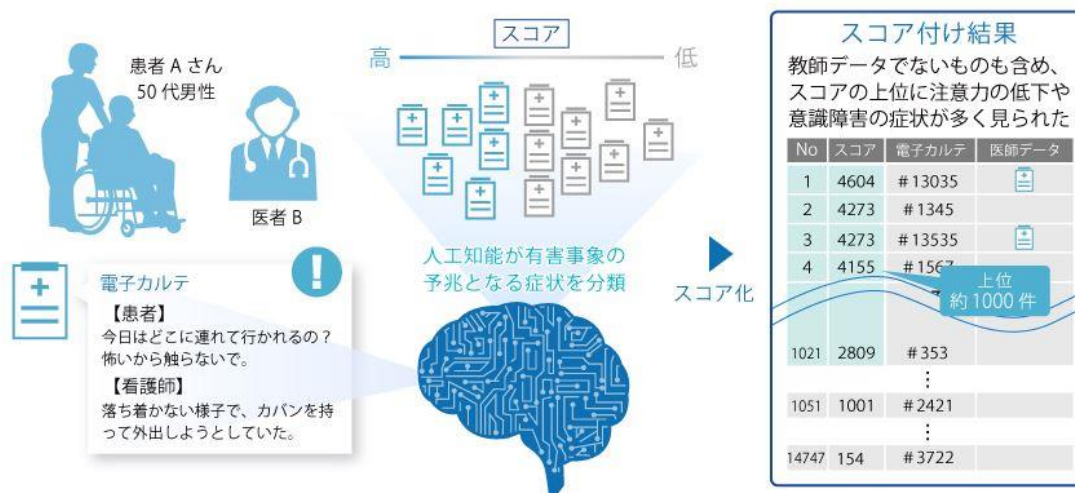 患者 A さん
50 代男性
医者 B
電子カルテ
【患者】
今日はどこに連れて行かれるの？
怖いから触らないで。
【看護師】
落ち着かない様子で、カバンを持
って外出しようとしていた。
スコア
高
低
人工知能が有害事象の
予兆となる症状を分類
スコア化
スコア付け結果
教師データでないものも含め、
スコアの上位に注意力の低下や
意識障害の症状が多く見られた
No スコア 電子カルテ 医師データ
1 4604 #13035
2 4273 #1345
3 4273 #13535
4 4155 #1567
上位
約1000 件
1021 2809 #353
⋮
1051 1001 #2421
⋮
14747 154 #3722